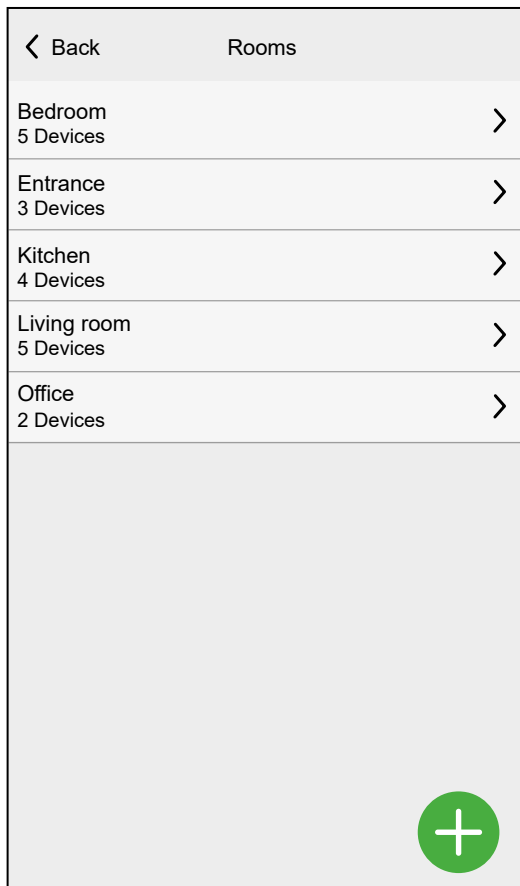 Back Rooms
Bedroom
5 Devices
Entrance
3 Devices
Kitchen
4 Devices
Living room
5 Devices
Office
2 Devices